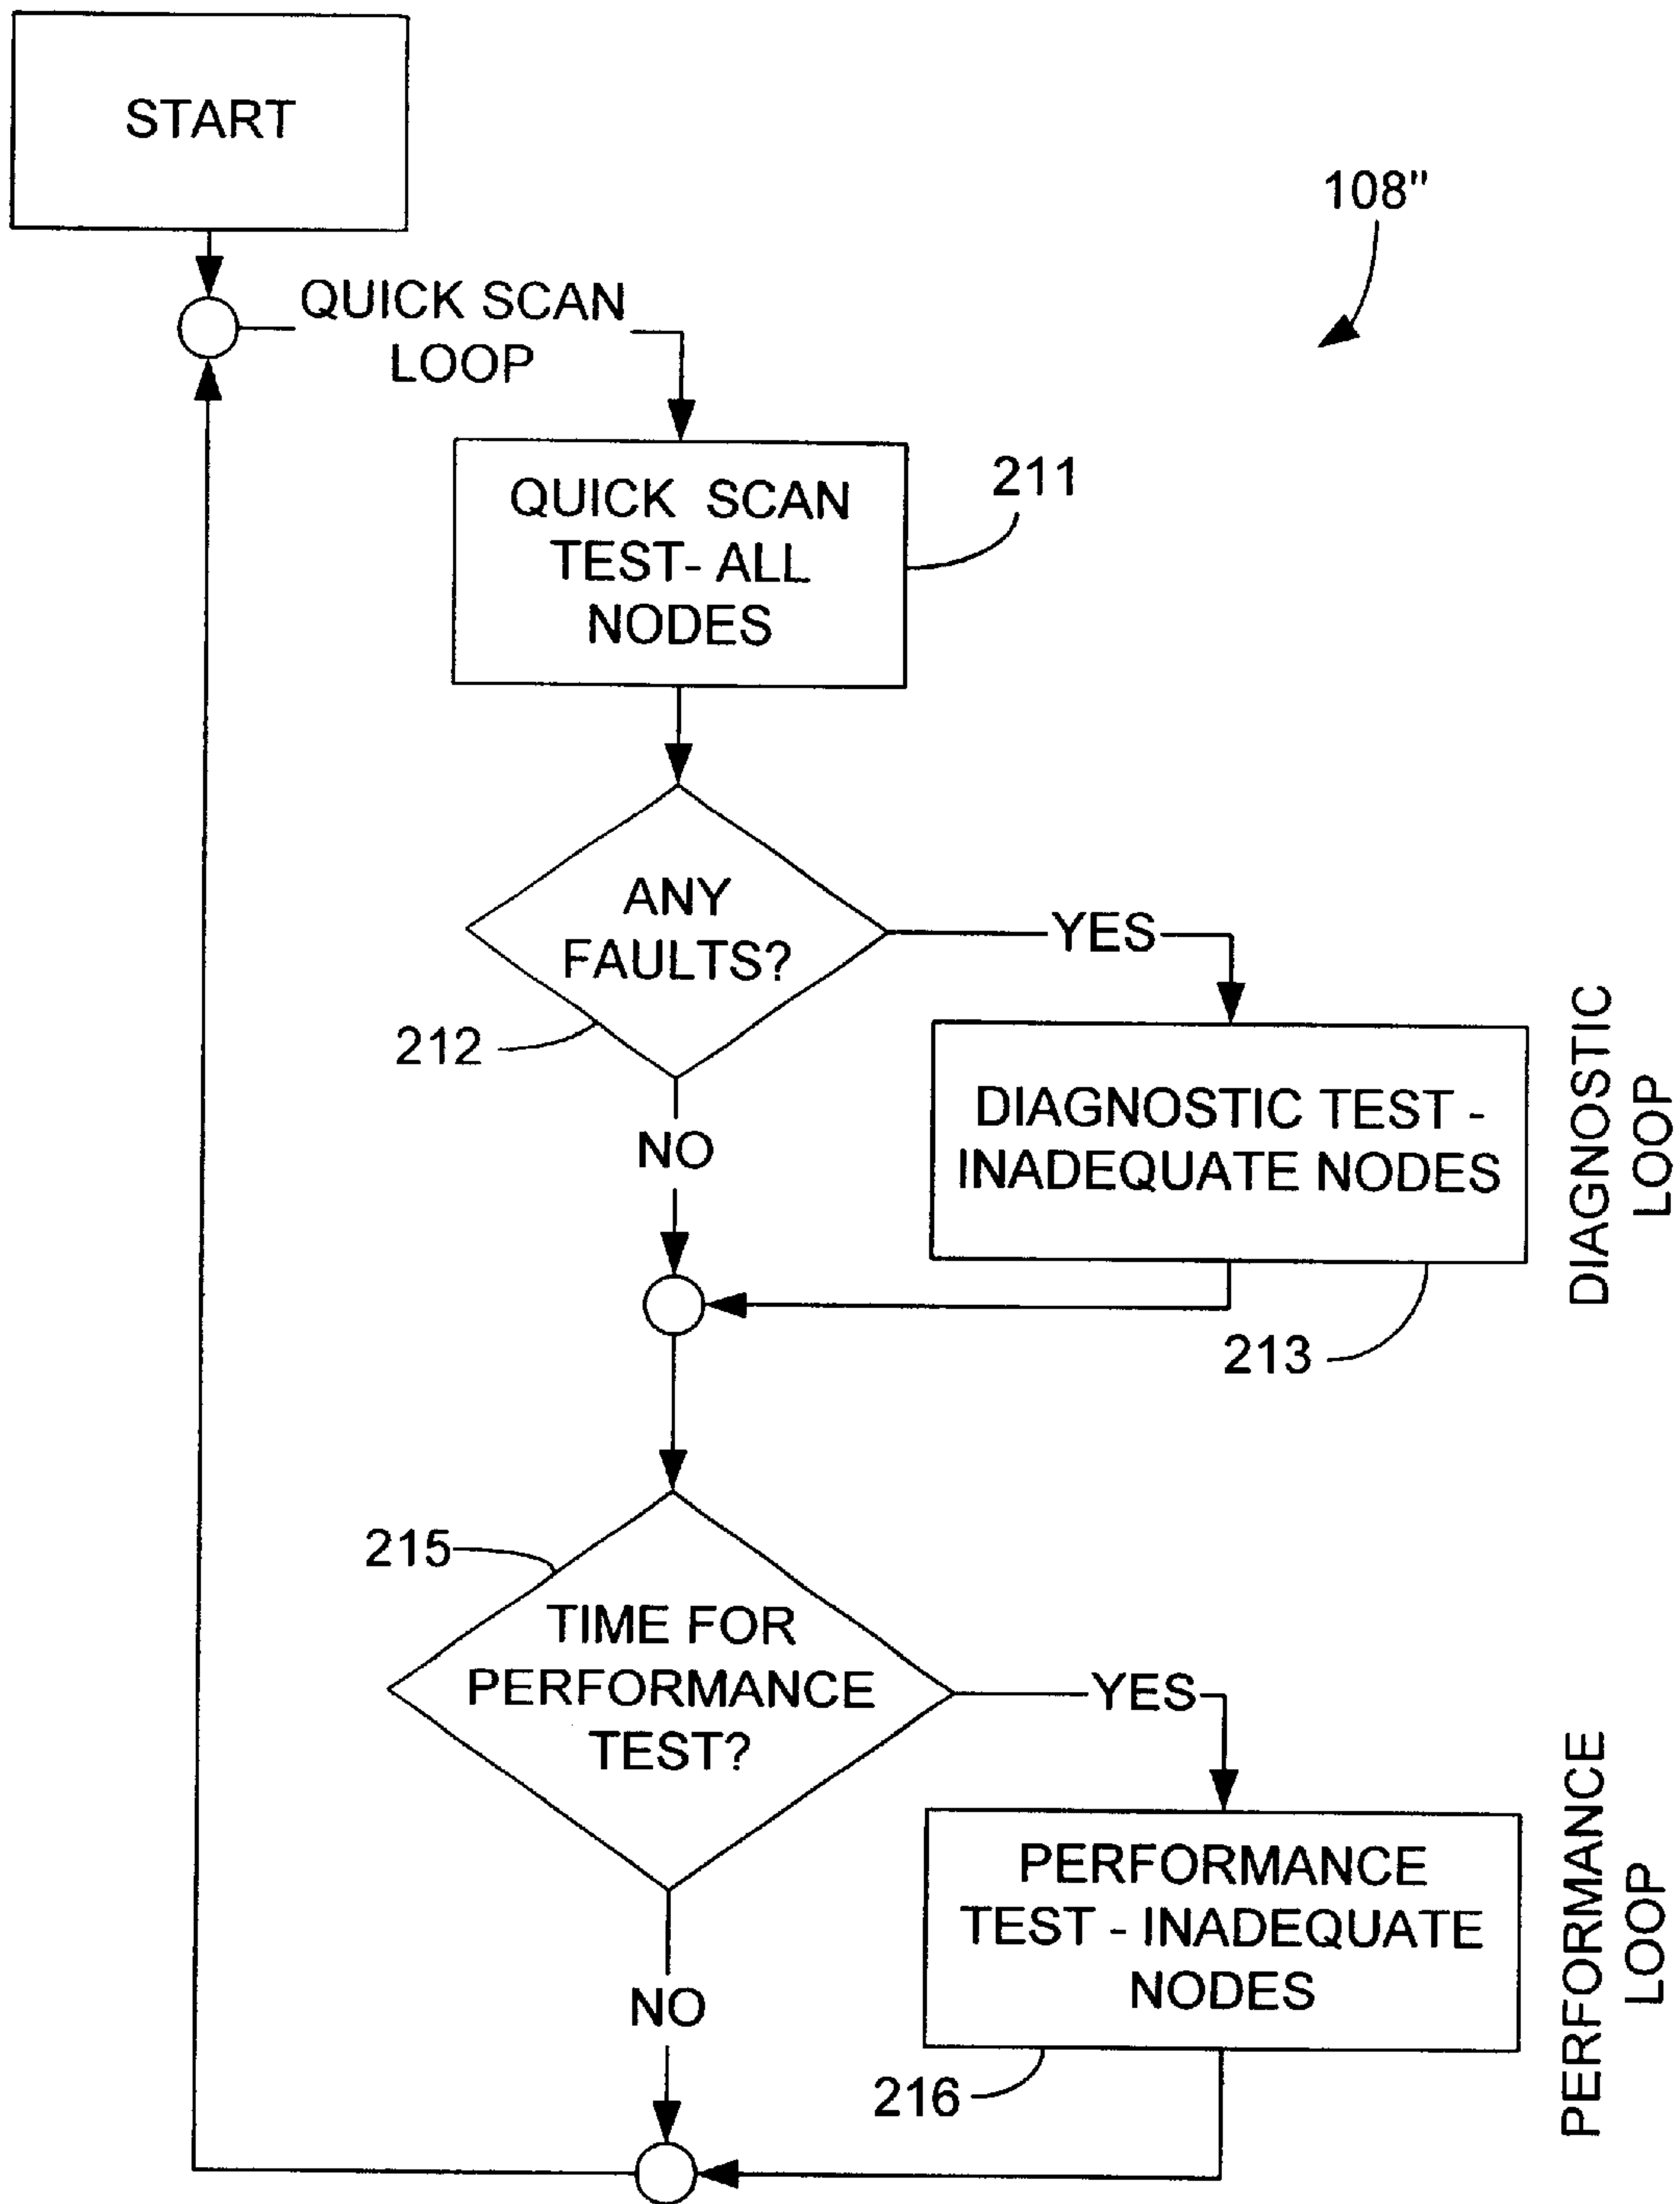 START
108"
QUICK SCAN
LOOP
QUICK SCAN
TEST- ALL
NODES
211
ANY
FAULTS?
YES
212
NO
DIAGNOSTIC TEST -
INADEQUATE NODES
DIAGNOSTIC
LOOP
213
215
TIME FOR
PERFORMANCE
TEST?
YES
PERFORMANCE
TEST - INADEQUATE
NODES
PERFORMANCE
LOOP
NO
216